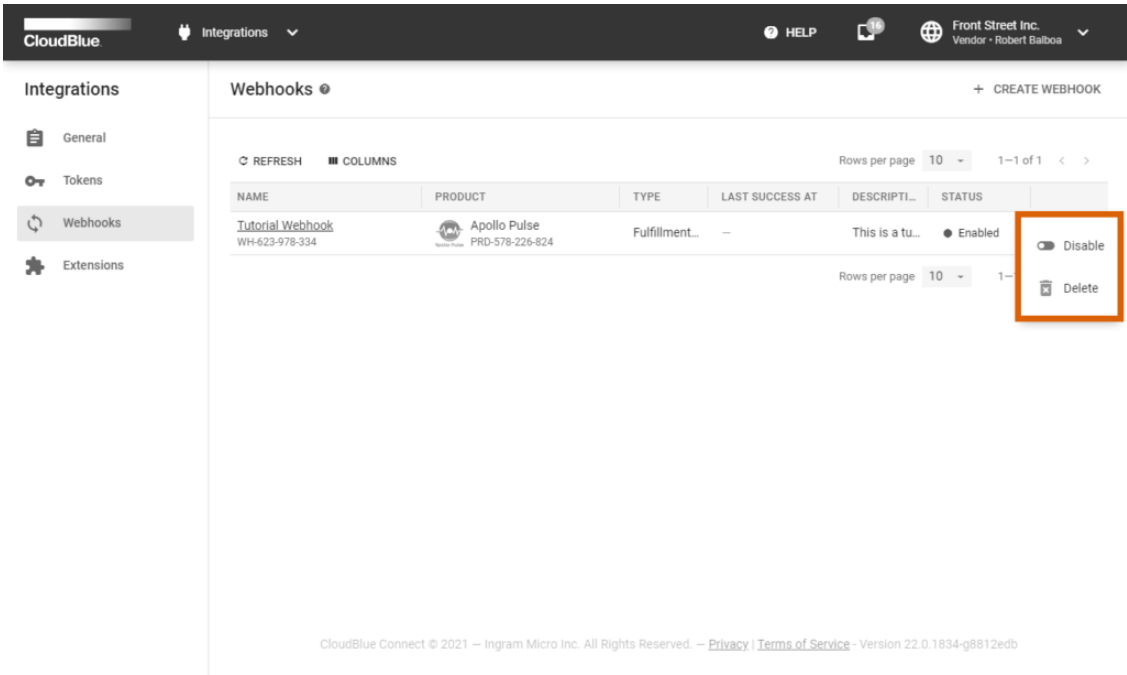 CloudBlue.
Integrations
HELP
16
Front Street Inc.
Vendor • Robert Balboa
Integrations
General
Tokens
Webhooks
Extensions
Webhooks
+ CREATE WEBHOOK
REFRESH
COLUMNS
Rows per page 10 1–1 of 1 < >
NAME PRODUCT TYPE LAST SUCCESS AT DESCRIPTI... STATUS
Tutorial Webhook Apollo Pulse Fulfillment... – This is a tu... Enabled
WH-623-978-334 PRD-578-226-824
Disable
Rows per page 10 1–
Delete
CloudBlue Connect © 2021 — Ingram Micro Inc. All Rights Reserved. — Privacy | Terms of Service - Version 22.0.1834-g8812edb